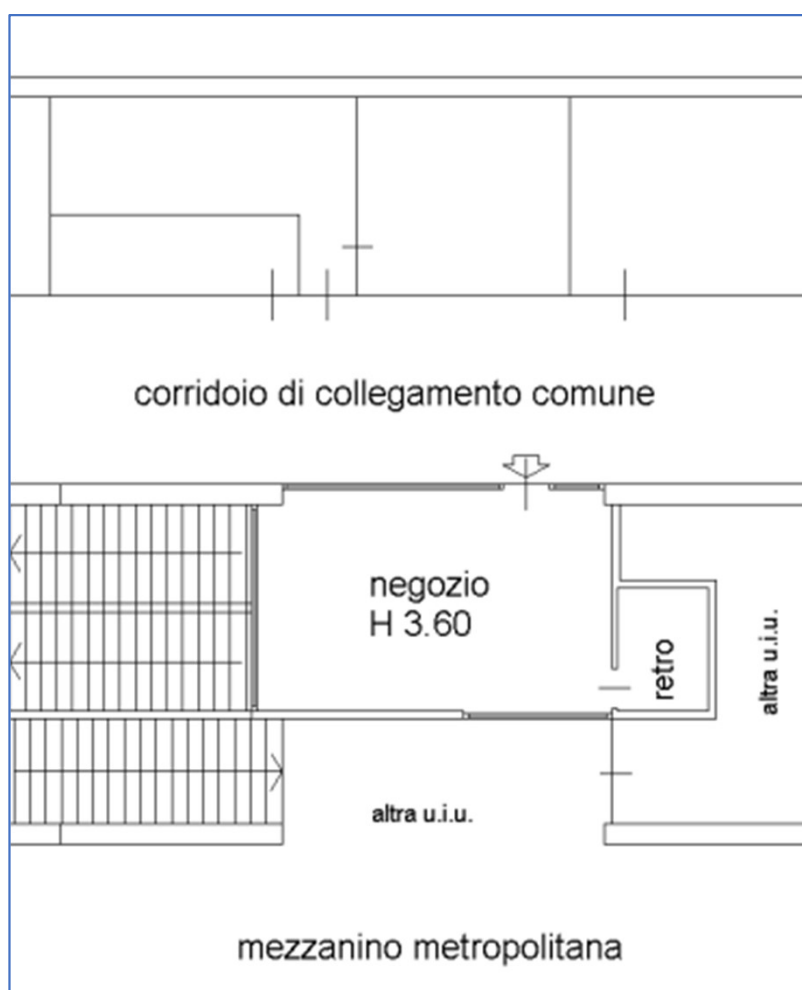 corridoio di collegamento comune
negozio
H 3.60
retro
altra u.i.u.
altra u.i.u.
mezzanino metropolitana